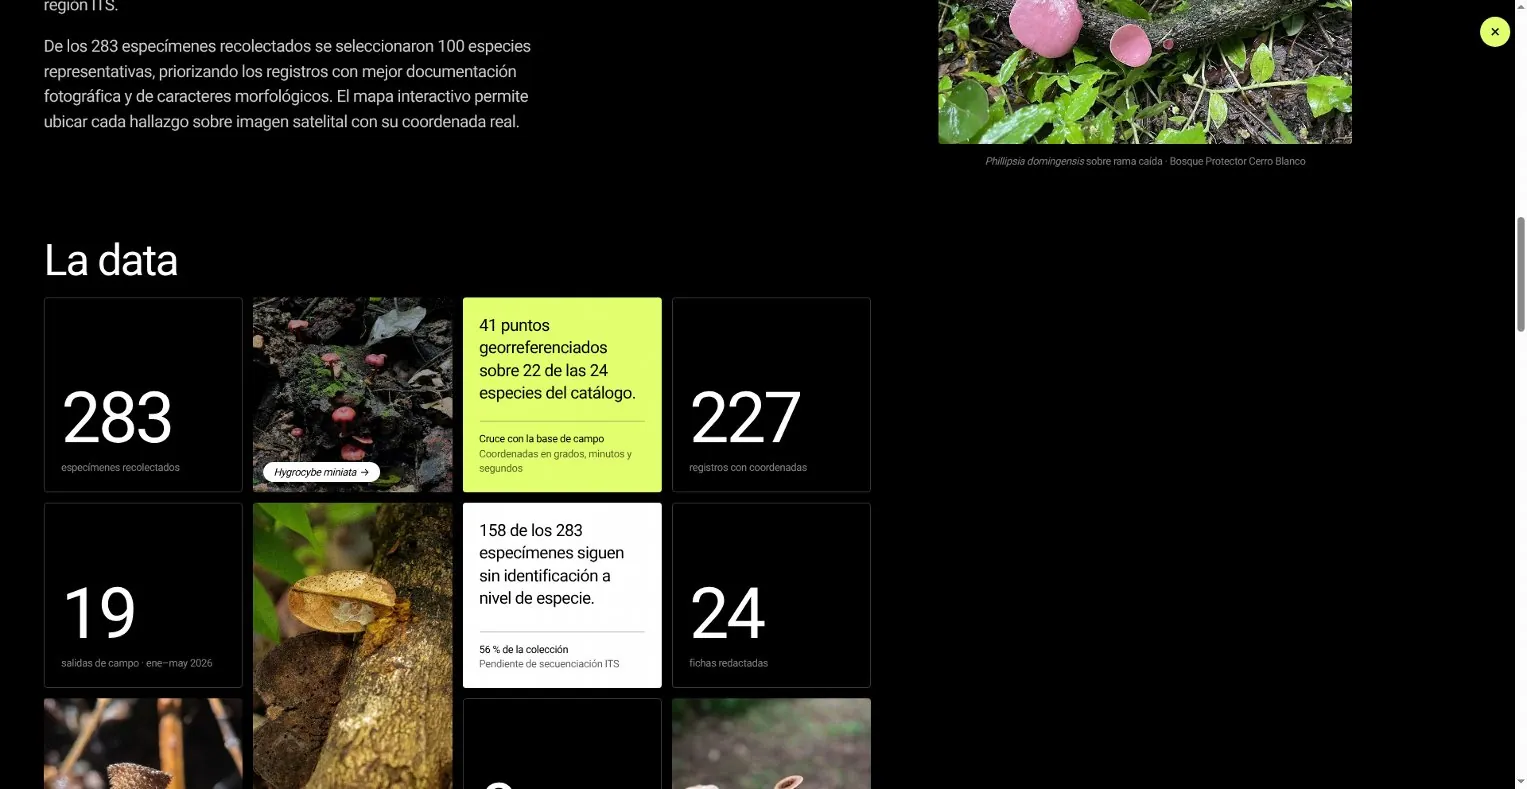 región ITS.
De los 283 especímenes recolectados se seleccionaron 100 especies
representativas, priorizando los registros con mejor documentación
fotográfica y de caracteres morfológicos. El mapa interactivo permite
ubicar cada hallazgo sobre imagen satelital con su coordenada real.
Phillipsia domingensis sobre rama caída · Bosque Protector Cerro Blanco
La data
283
especímenes recolectados
Hygrocybe miniata →
41 puntos
georreferenciados
sobre 22 de las 24
especies del catálogo.
Cruce con la base de campo
Coordenadas en grados, minutos y
segundos
227
registros con coordenadas
19
salidas de campo · ene–may 2026
158 de los 283
especímenes siguen
sin identificación a
nivel de especie.
56 % de la colección
Pendiente de secuenciación ITS
24
fichas redactadas